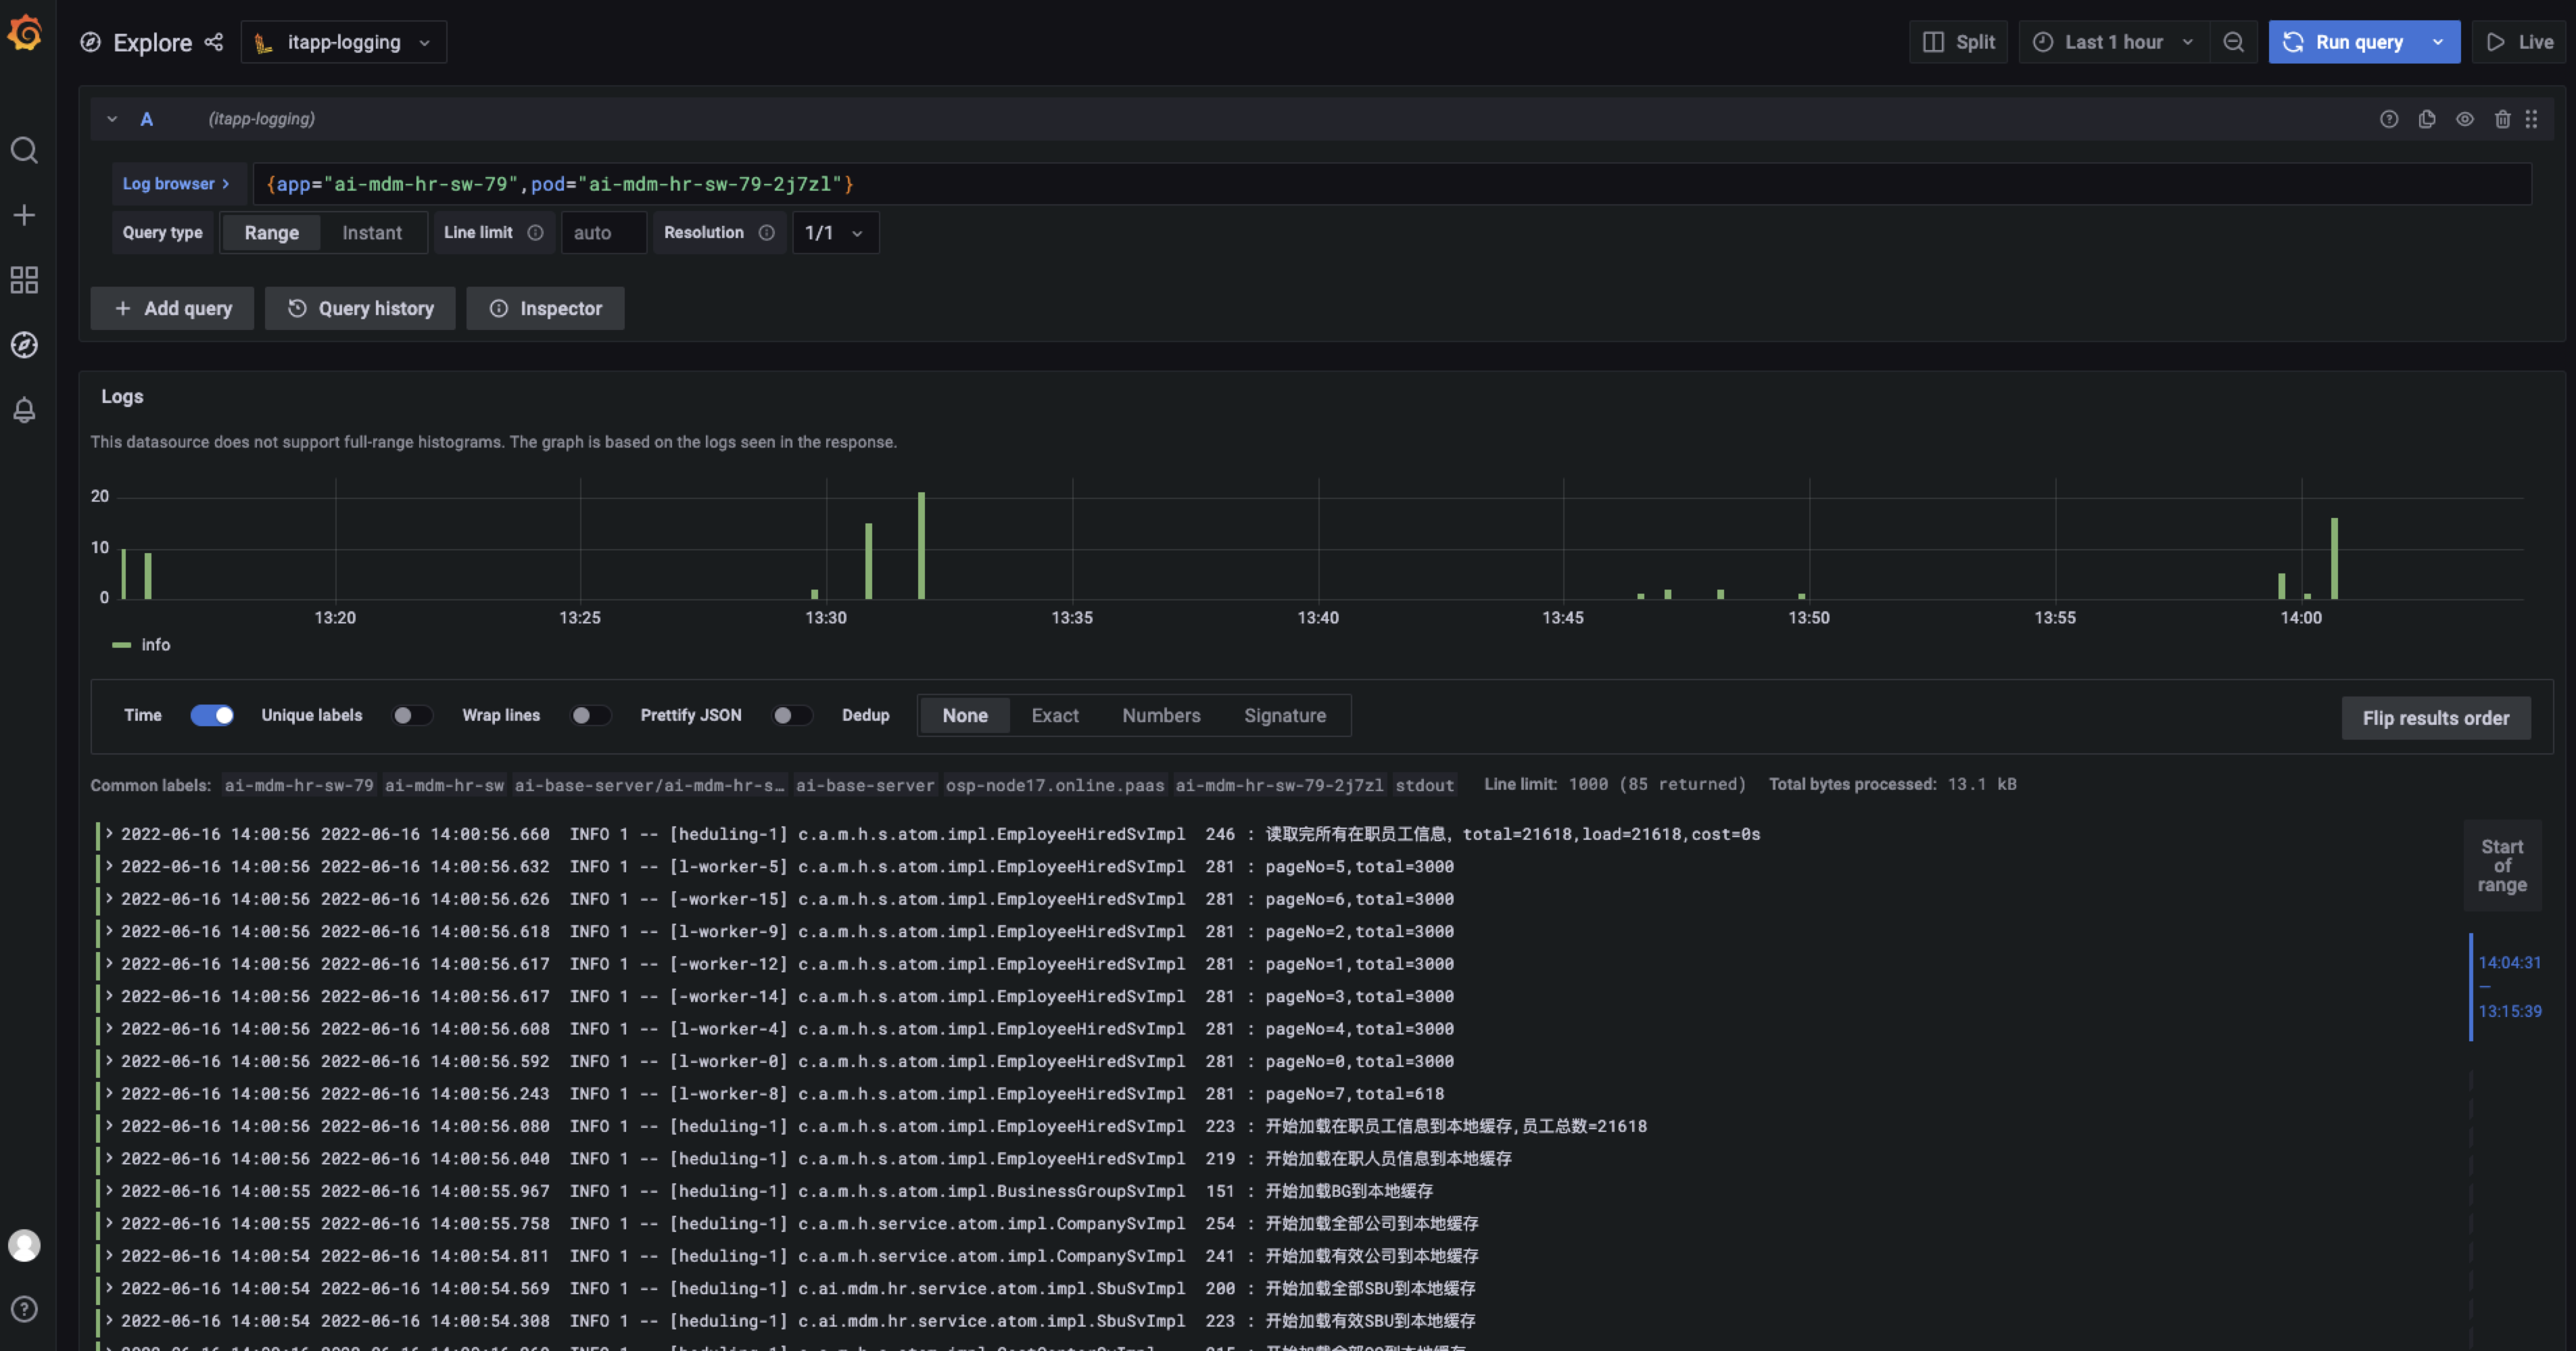 Explore itapp-logging Split Last 1 hour Run query Live
A (itapp-logging)
Log browser > {app="ai-mdm-hr-sw-79",pod="ai-mdm-hr-sw-79-2j7zl"}
Query type Range Instant Line limit auto Resolution 1/1
+ Add query Query history Inspector
Logs
This datasource does not support full-range histograms. The graph is based on the logs seen in the response.
20
10
0
13:20 13:25 13:30 13:35 13:40 13:45 13:50 13:55 14:00
info
Time Unique labels Wrap lines Prettify JSON Dedup None Exact Numbers Signature Flip results order
Common labels: ai-mdm-hr-sw-79 ai-mdm-hr-sw ai-base-server/ai-mdm-hr-s… ai-base-server osp-node17.online.paas ai-mdm-hr-sw-79-2j7zl stdout Line limit: 1000 (85 returned) Total bytes processed: 13.1 kB
2022-06-16 14:00:56 2022-06-16 14:00:56.660 INFO 1 -- [heduling-1] c.a.m.h.s.atom.impl.EmployeeHiredSvImpl 246 : 读取完所有在职员工信息, total=21618,load=21618,cost=0s
2022-06-16 14:00:56 2022-06-16 14:00:56.632 INFO 1 -- [l-worker-5] c.a.m.h.s.atom.impl.EmployeeHiredSvImpl 281 : pageNo=5,total=3000
2022-06-16 14:00:56 2022-06-16 14:00:56.626 INFO 1 -- [-worker-15] c.a.m.h.s.atom.impl.EmployeeHiredSvImpl 281 : pageNo=6,total=3000
2022-06-16 14:00:56 2022-06-16 14:00:56.618 INFO 1 -- [l-worker-9] c.a.m.h.s.atom.impl.EmployeeHiredSvImpl 281 : pageNo=2,total=3000
2022-06-16 14:00:56 2022-06-16 14:00:56.617 INFO 1 -- [-worker-12] c.a.m.h.s.atom.impl.EmployeeHiredSvImpl 281 : pageNo=1,total=3000
2022-06-16 14:00:56 2022-06-16 14:00:56.617 INFO 1 -- [-worker-14] c.a.m.h.s.atom.impl.EmployeeHiredSvImpl 281 : pageNo=3,total=3000
2022-06-16 14:00:56 2022-06-16 14:00:56.608 INFO 1 -- [l-worker-4] c.a.m.h.s.atom.impl.EmployeeHiredSvImpl 281 : pageNo=4,total=3000
2022-06-16 14:00:56 2022-06-16 14:00:56.592 INFO 1 -- [l-worker-0] c.a.m.h.s.atom.impl.EmployeeHiredSvImpl 281 : pageNo=0,total=3000
2022-06-16 14:00:56 2022-06-16 14:00:56.243 INFO 1 -- [l-worker-8] c.a.m.h.s.atom.impl.EmployeeHiredSvImpl 281 : pageNo=7,total=618
2022-06-16 14:00:56 2022-06-16 14:00:56.080 INFO 1 -- [heduling-1] c.a.m.h.s.atom.impl.EmployeeHiredSvImpl 223 : 开始加载在职员工信息到本地缓存,员工总数=21618
2022-06-16 14:00:56 2022-06-16 14:00:56.040 INFO 1 -- [heduling-1] c.a.m.h.s.atom.impl.EmployeeHiredSvImpl 219 : 开始加载在职人员信息到本地缓存
2022-06-16 14:00:55 2022-06-16 14:00:55.967 INFO 1 -- [heduling-1] c.a.m.h.s.atom.impl.BusinessGroupSvImpl 151 : 开始加载BG到本地缓存
2022-06-16 14:00:55 2022-06-16 14:00:55.758 INFO 1 -- [heduling-1] c.a.m.h.service.atom.impl.CompanySvImpl 254 : 开始加载全部公司到本地缓存
2022-06-16 14:00:54 2022-06-16 14:00:54.811 INFO 1 -- [heduling-1] c.a.m.h.service.atom.impl.CompanySvImpl 241 : 开始加载有效公司到本地缓存
2022-06-16 14:00:54 2022-06-16 14:00:54.569 INFO 1 -- [heduling-1] c.ai.mdm.hr.service.atom.impl.SbuSvImpl 200 : 开始加载全部SBU到本地缓存
2022-06-16 14:00:54 2022-06-16 14:00:54.308 INFO 1 -- [heduling-1] c.ai.mdm.hr.service.atom.impl.SbuSvImpl 223 : 开始加载有效SBU到本地缓存
Start
of
range
14:04:31
—
13:15:39